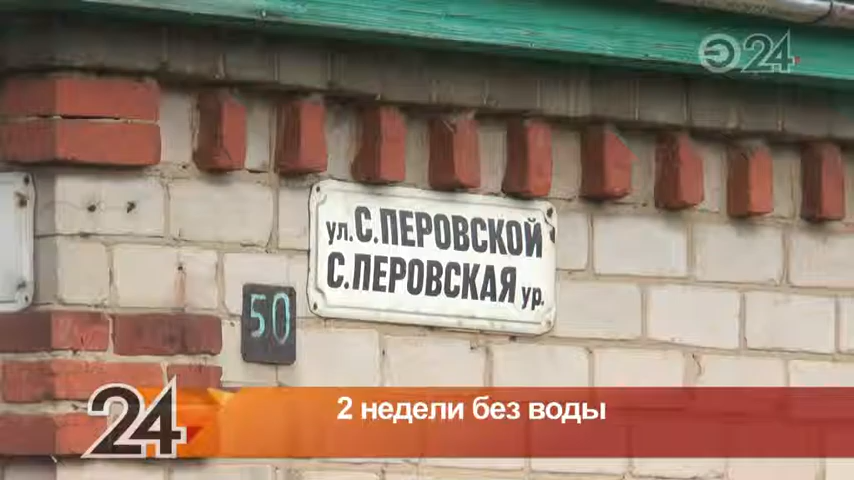 Э24
ул. С. ПЕРОВСКОЙ
С. ПЕРОВСКАЯ ур.
50
2 недели без воды
24